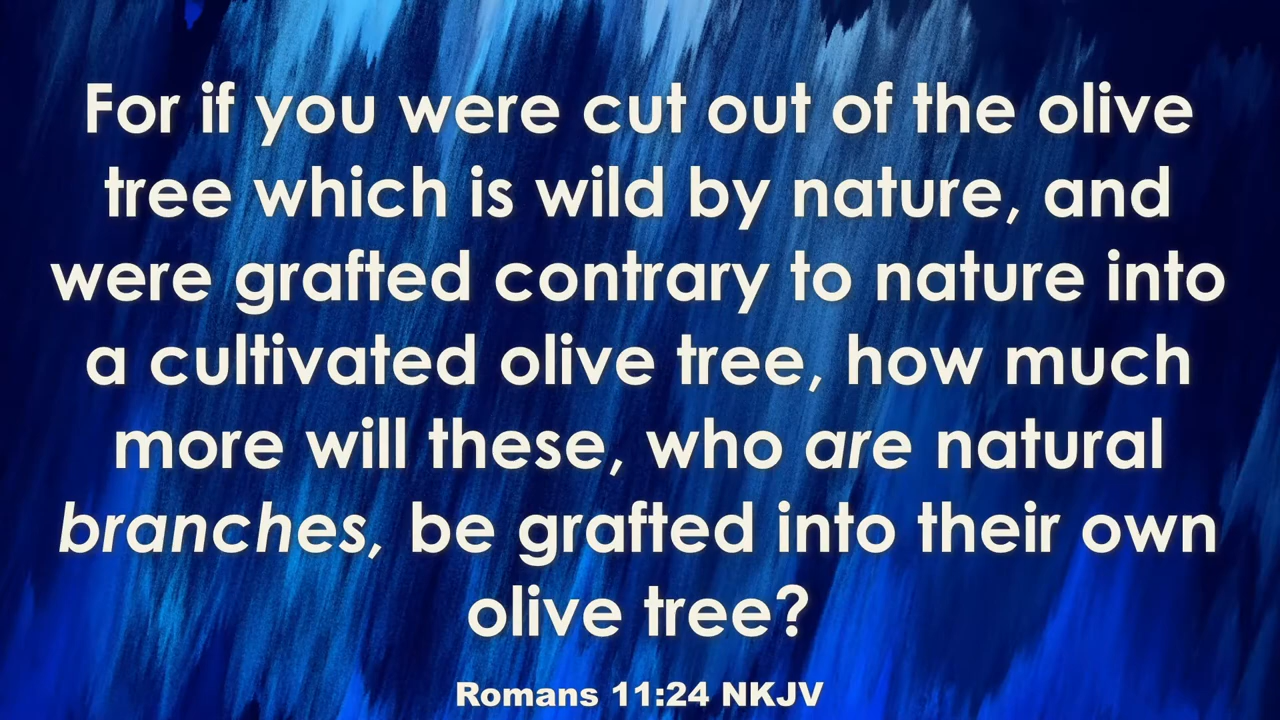 For if you were cut out of the olive
tree which is wild by nature, and
were grafted contrary to nature into
a cultivated olive tree, how much
more will these, who are natural
branches, be grafted into their own
olive tree?
Romans 11:24 NKJV